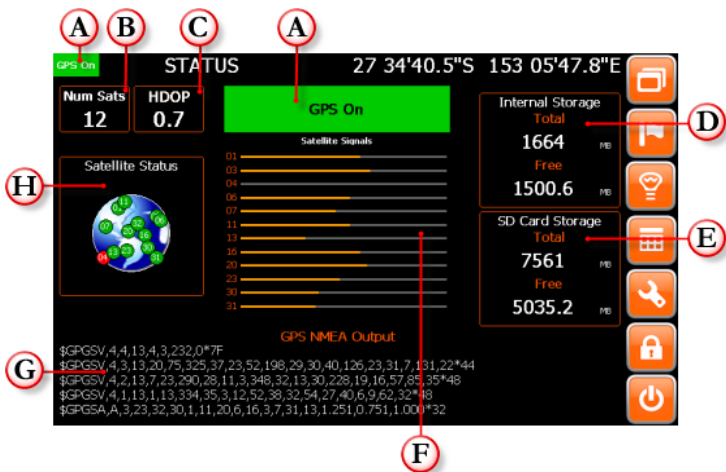 A B C A
GPS On STATUS 27 34'40.5"S 153 05'47.8"E
Num Sats HDOP GPS On Internal Storage
12 0.7 Total
Satellite Signals 1664 MB D
Satellite Status 01 Free
H 03 1500.6 MB
04 SD Card Storage
06 Total E
07 7561 MB
11 Free
13 5035.2 MB
16
20
23
30
31
GPS NMEA Output
$GPGSV,4,4,13,4,3,232,0*7F
G $GPGSV,4,3,13,20,75,325,37,23,52,198,29,30,40,126,23,31,7,131,22*44
$GPGSV,4,2,13,7,23,290,28,11,3,348,32,13,30,228,19,16,57,85,35*48
$GPGSV,4,1,13,1,13,334,35,3,12,52,38,32,54,27,40,6,9,62,32*48
$GPGSA,A,3,23,32,30,1,11,20,6,16,3,7,31,13,1.251,0.751,1.000*32
F